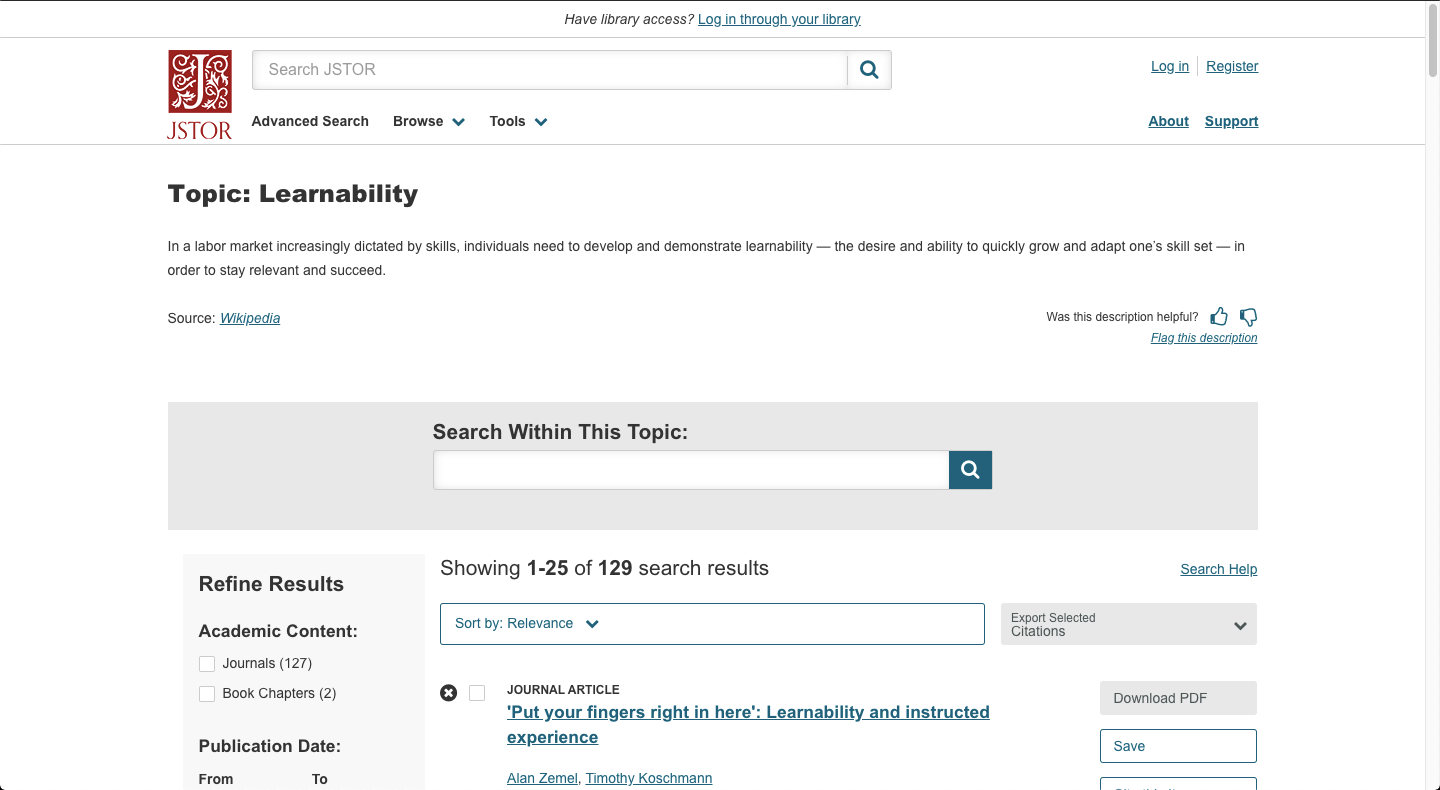 Have library access? Log in through your library
Search JSTOR
Log in
Register
JSTOR
Advanced Search
Browse
Tools
About
Support
Topic: Learnability
In a labor market increasingly dictated by skills, individuals need to develop and demonstrate learnability — the desire and ability to quickly grow and adapt one’s skill set — in
order to stay relevant and succeed.
Source: Wikipedia
Was this description helpful?
Flag this description
Search Within This Topic:
Refine Results
Academic Content:
Journals (127)
Book Chapters (2)
Publication Date:
From
To
Showing 1-25 of 129 search results
Search Help
Sort by: Relevance
Export Selected
Citations
JOURNAL ARTICLE
'Put your fingers right in here': Learnability and instructed
experience
Alan Zemel, Timothy Koschmann
Download PDF
Save